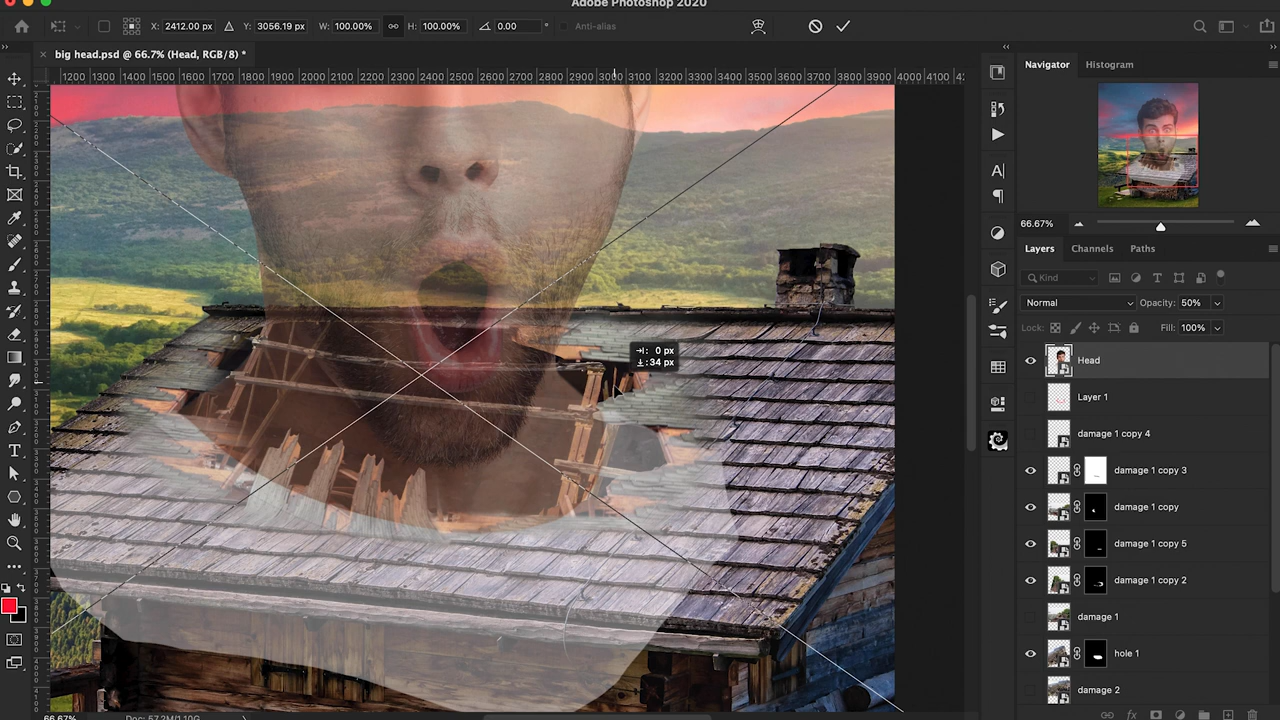 Adobe Photoshop 2020
X: 2412.00 px Y: 3056.19 px W: 100.00% H: 100.00% 0.00 ° Anti-alias
× big head.psd @ 66.7% (Head, RGB/8) *
1200 1300 1400 1500 1600 1700 1800 1900 2000 2100 2200 2300 2400 2500 2600 2700 2800 2900 3000 3100 3200 3300 3400 3500 3600 3700 3800 3900 4000 4100
Navigator Histogram
66.67%
Layers Channels Paths
Kind
Normal Opacity: 50%
Lock: Fill: 100%
0 px
34 px
Head
Layer 1
damage 1 copy 4
damage 1 copy 3
damage 1 copy
damage 1 copy 5
damage 1 copy 2
damage 1
hole 1
damage 2
66.67% Doc: 57.2M/1.10G